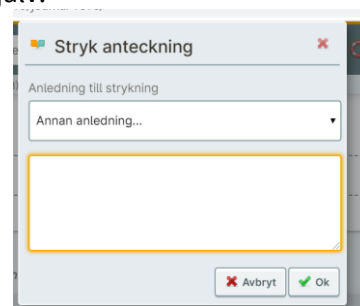 Stryk anteckning
Anledning till strykning
Annan anledning...
Avbryt
Ok